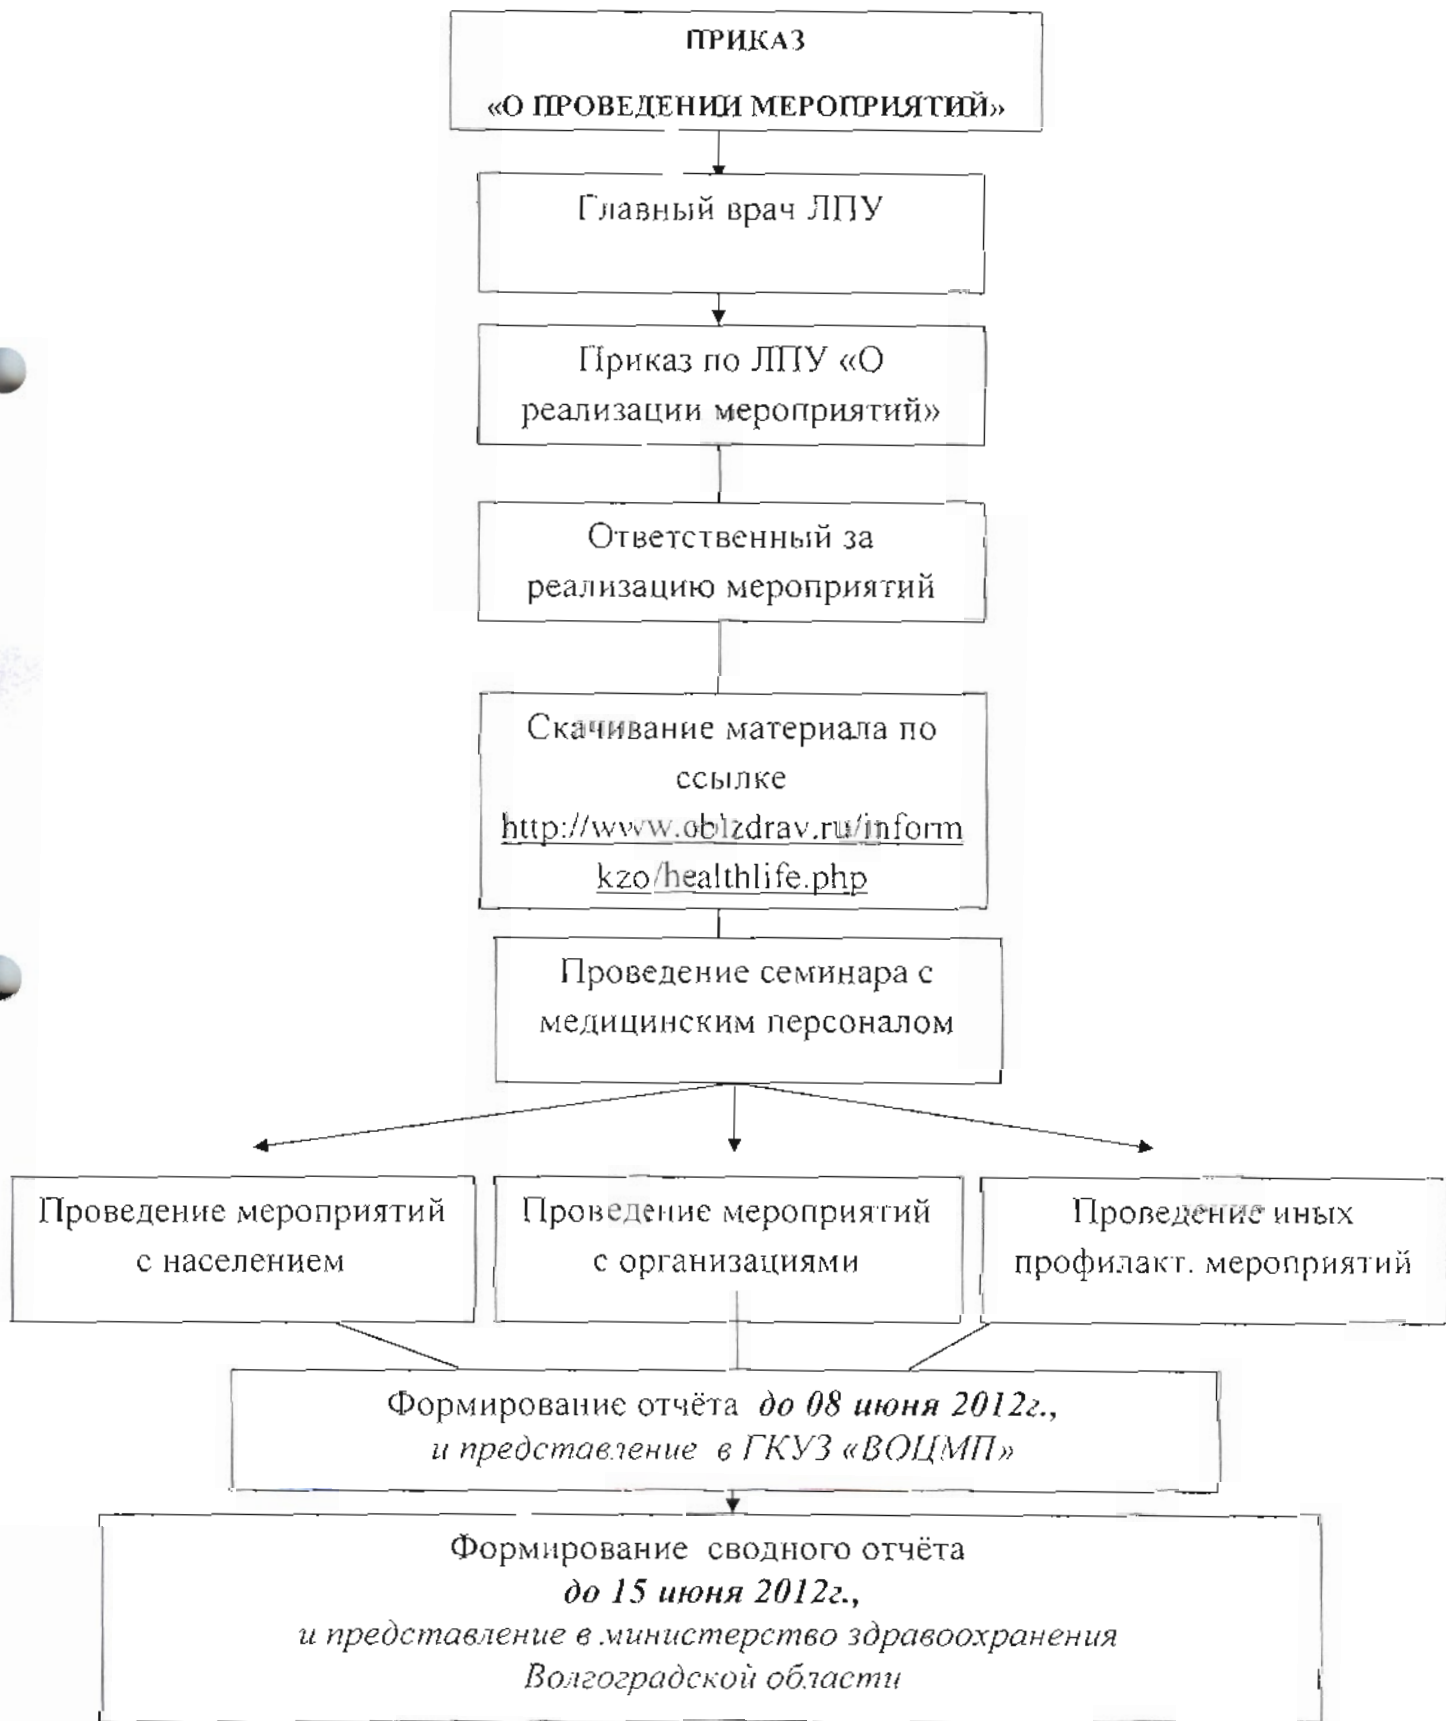 ПРИКАЗ
«О ПРОВЕДЕНИИ МЕРОПРИЯТИЙ»
Главный врач ЛПУ
Приказ по ЛПУ «О
реализации мероприятий»
Ответственный за
реализацию мероприятий
Скачивание материала по
ссылке
http://www.oblzdrav.ru/inform
kzo/healthlife.php
Проведение семинара с
медицинским персоналом
Проведение мероприятий
с населением
Проведение мероприятий
с организациями
Проведение иных
профилакт. мероприятий
Формирование отчёта до 08 июня 2012г.,
и представление в ГКУЗ «ВОЦМП»
Формирование сводного отчёта
до 15 июня 2012г.,
и представление в министерство здравоохранения
Волгоградской области